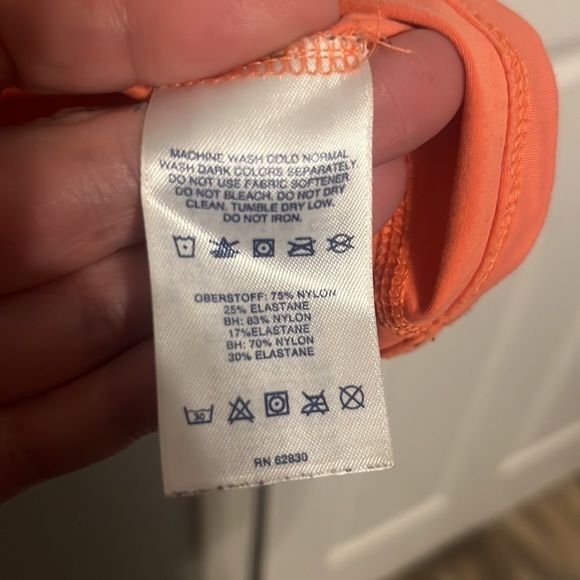 MACHINE WASH COLD NORMAL
WASH DARK COLORS SEPARATELY
DO NOT USE FABRIC SOFTENER
DO NOT BLEACH. DO NOT DRY
CLEAN. TUMBLE DRY LOW.
DO NOT IRON.
OBERSTOFF: 75% NYLON
25% ELASTANE
BH: 83% NYLON
17%ELASTANE
BH: 70% NYLON
30% ELASTANE
30
RN 62830